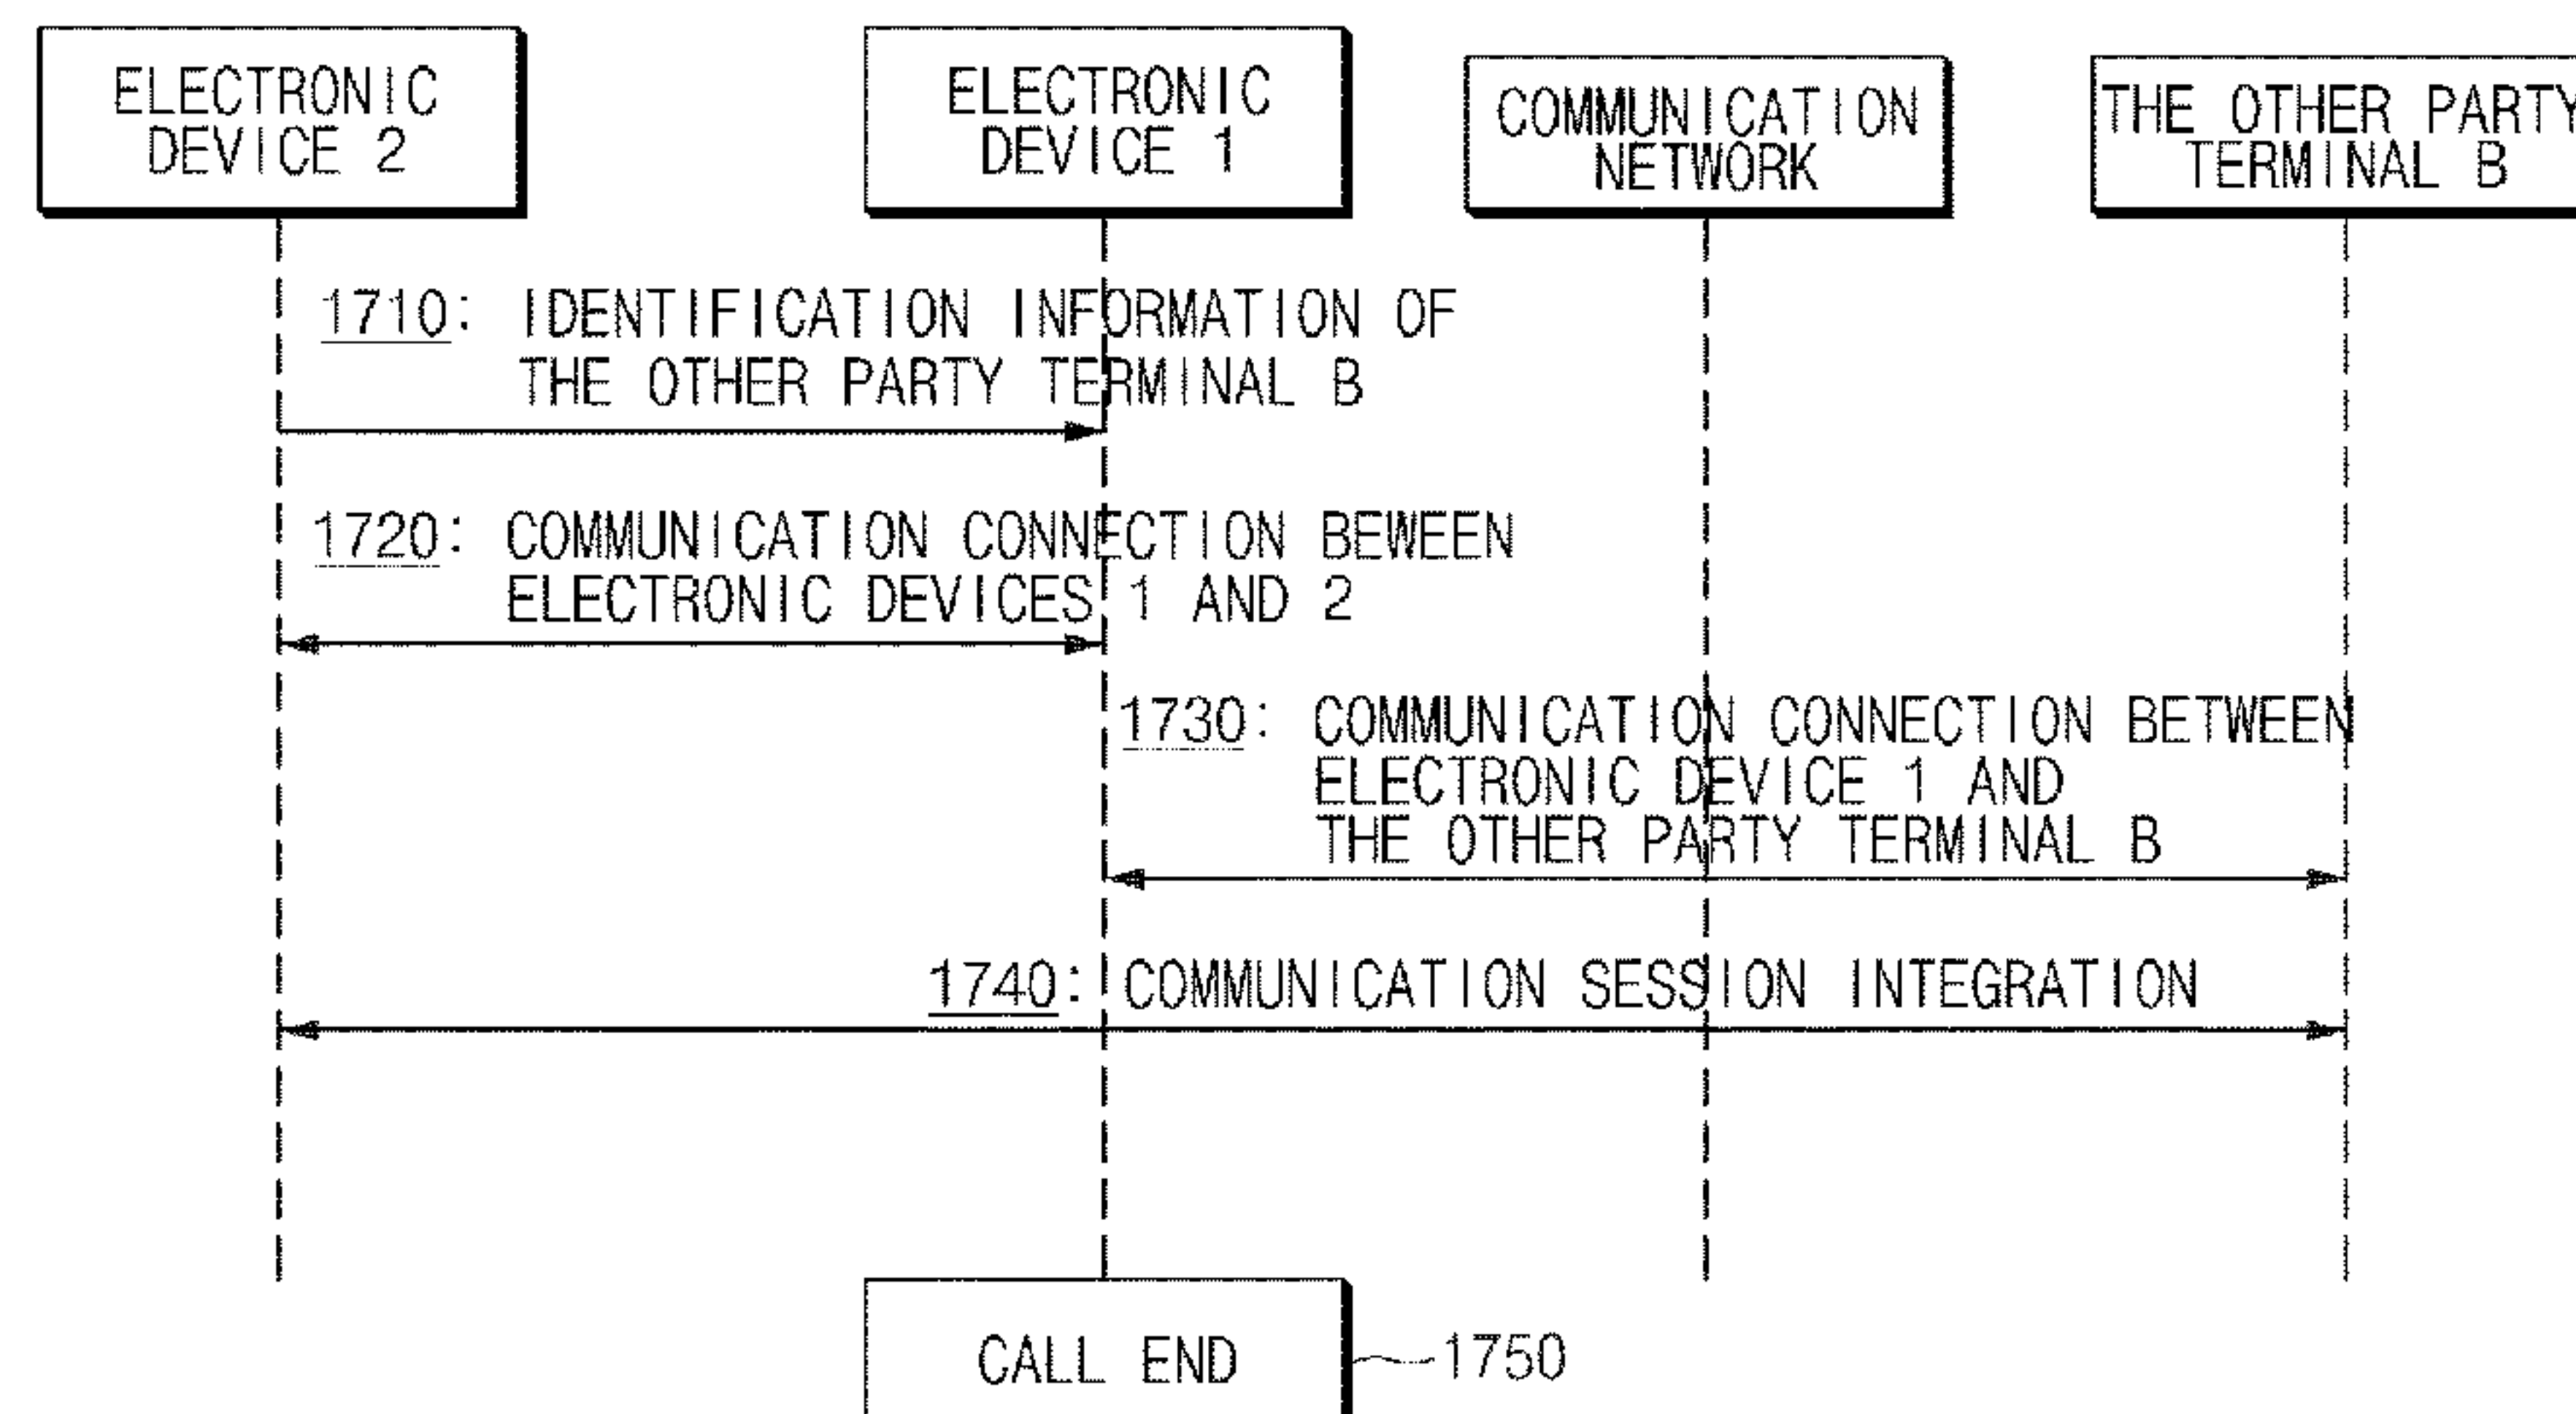 ELECTRONIC
DEVICE 2
ELECTRONIC
DEVICE 1
COMMUNICATION
NETWORK
THE OTHER PARTY
TERMINAL B
1710: IDENTIFICATION INFORMATION OF
THE OTHER PARTY TERMINAL B
1720: COMMUNICATION CONNECTION BEWEEN
ELECTRONIC DEVICES 1 AND 2
1730: COMMUNICATION CONNECTION BETWEEN
ELECTRONIC DEVICE 1 AND
THE OTHER PARTY TERMINAL B
1740: COMMUNICATION SESSION INTEGRATION
CALL END
1750